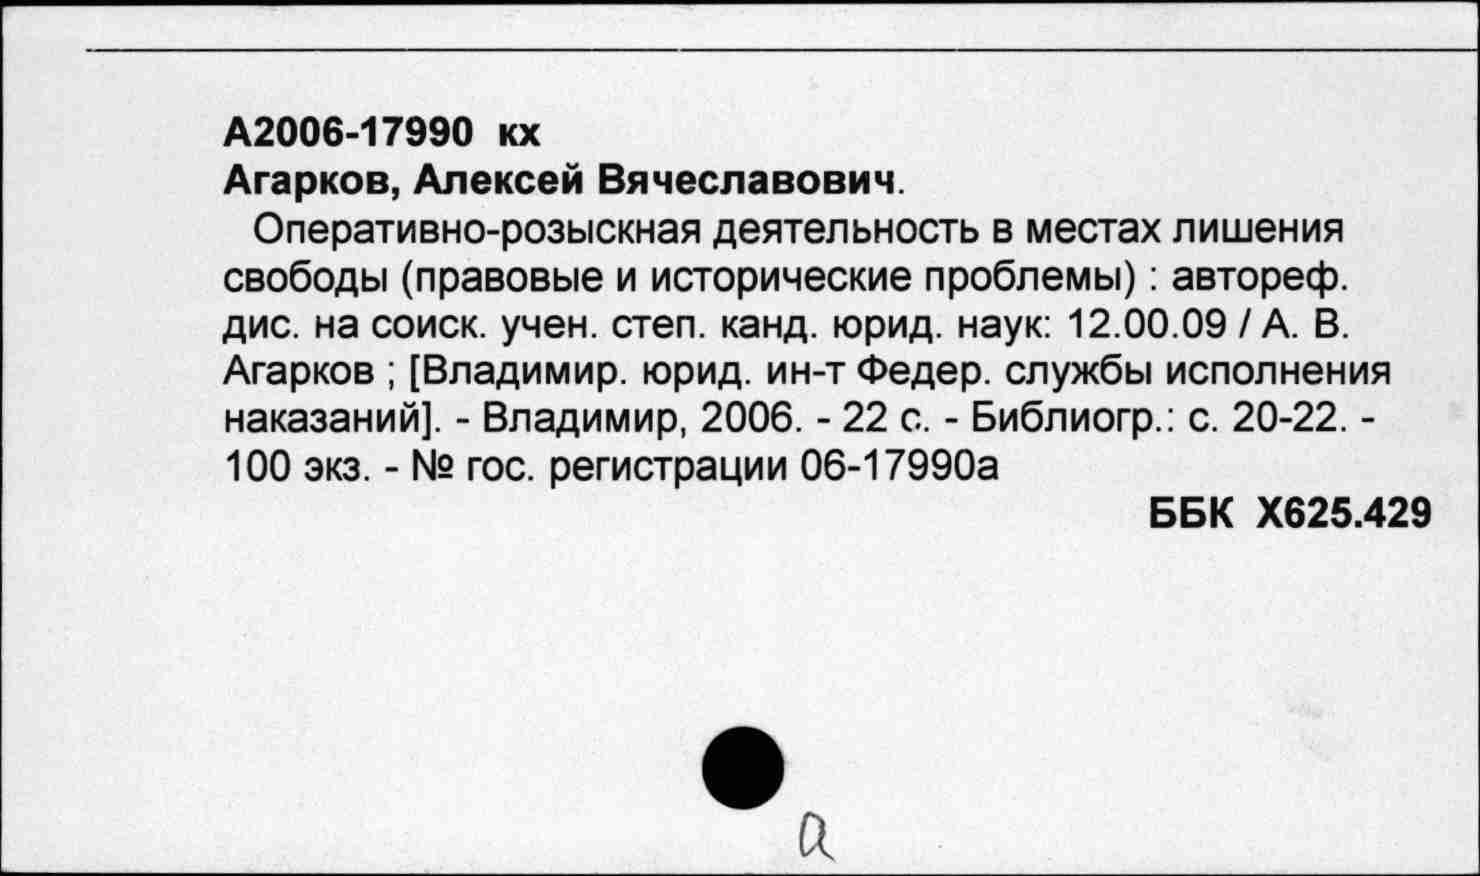 А2006-17990 кх
Агарков, Алексей Вячеславович.
Оперативно-розыскная деятельность в местах лишения
свободы (правовые и исторические проблемы) : автореф.
дис. на соиск. учен. степ. канд. юрид. наук: 12.00.09 / А. В.
Агарков ; [Владимир. юрид. ин-т Федер. службы исполнения
наказаний]. - Владимир, 2006. - 22 с. - Библиогр.: с. 20-22. -
100 экз. - № гос. регистрации 06-17990а
ББК Х625.429
а